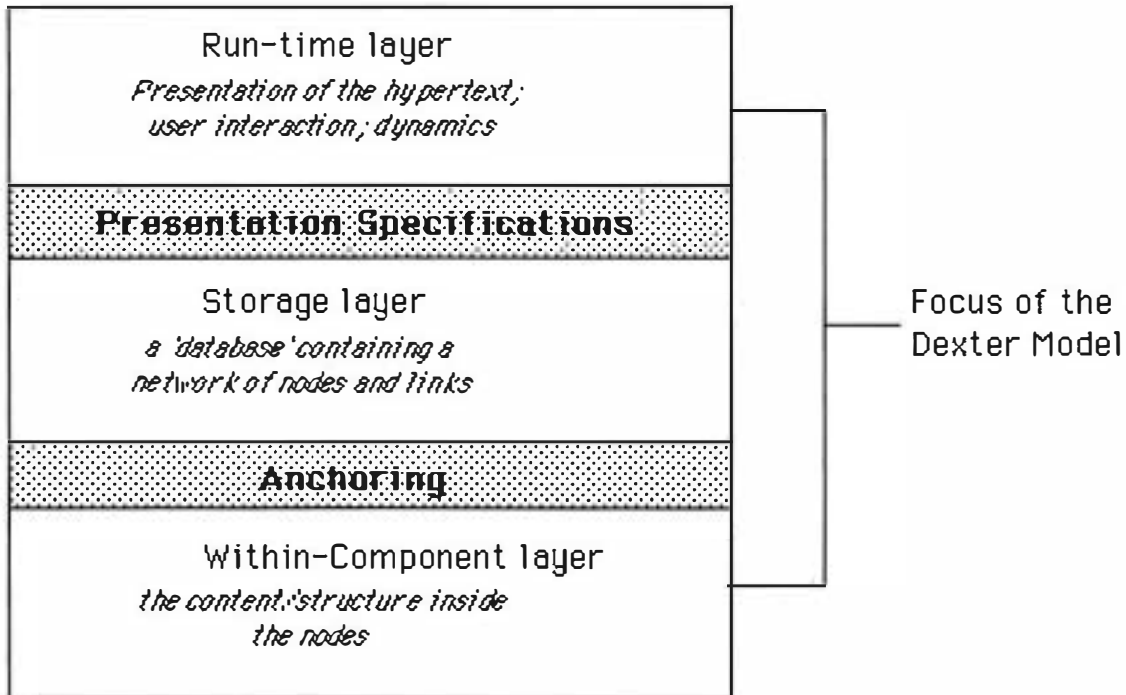 Run-time layer
Presentation of the hypertext;
user interaction; dynamics
Presentation Specifications
Storage layer
a 'database' containing a
network of nodes and links
Focus of the
Dexter Model
Anchoring
Within-Component layer
the content/structure inside
the nodes